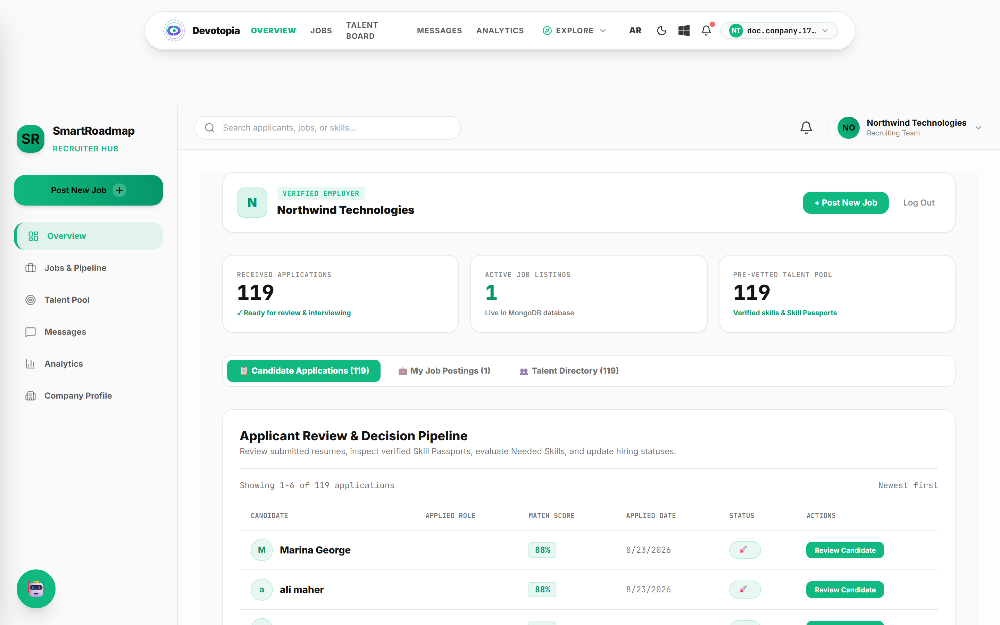 Devotopia
OVERVIEW
JOBS
TALENT
BOARD
MESSAGES
ANALYTICS
EXPLORE
AR
NT
doc.company.17...
SR
SmartRoadmap
RECRUITER HUB
Post New Job +
Overview
Jobs & Pipeline
Talent Pool
Messages
Analytics
Company Profile
Search applicants, jobs, or skills...
NO
Northwind Technologies
Recruiting Team
N
VERIFIED EMPLOYER
Northwind Technologies
+ Post New Job
Log Out
RECEIVED APPLICATIONS
119
✓ Ready for review & interviewing
ACTIVE JOB LISTINGS
1
Live in MongoDB database
PRE-VETTED TALENT POOL
119
Verified skills & Skill Passports
📋 Candidate Applications (119)
💼 My Job Postings (1)
👥 Talent Directory (119)
Applicant Review & Decision Pipeline
Review submitted resumes, inspect verified Skill Passports, evaluate Needed Skills, and update hiring statuses.
Showing 1-6 of 119 applications
Newest first
CANDIDATE APPLIED ROLE MATCH SCORE APPLIED DATE STATUS ACTIONS
M Marina George 88% 8/23/2026 🚀 Review Candidate
a ali maher 88% 8/23/2026 🚀 Review Candidate